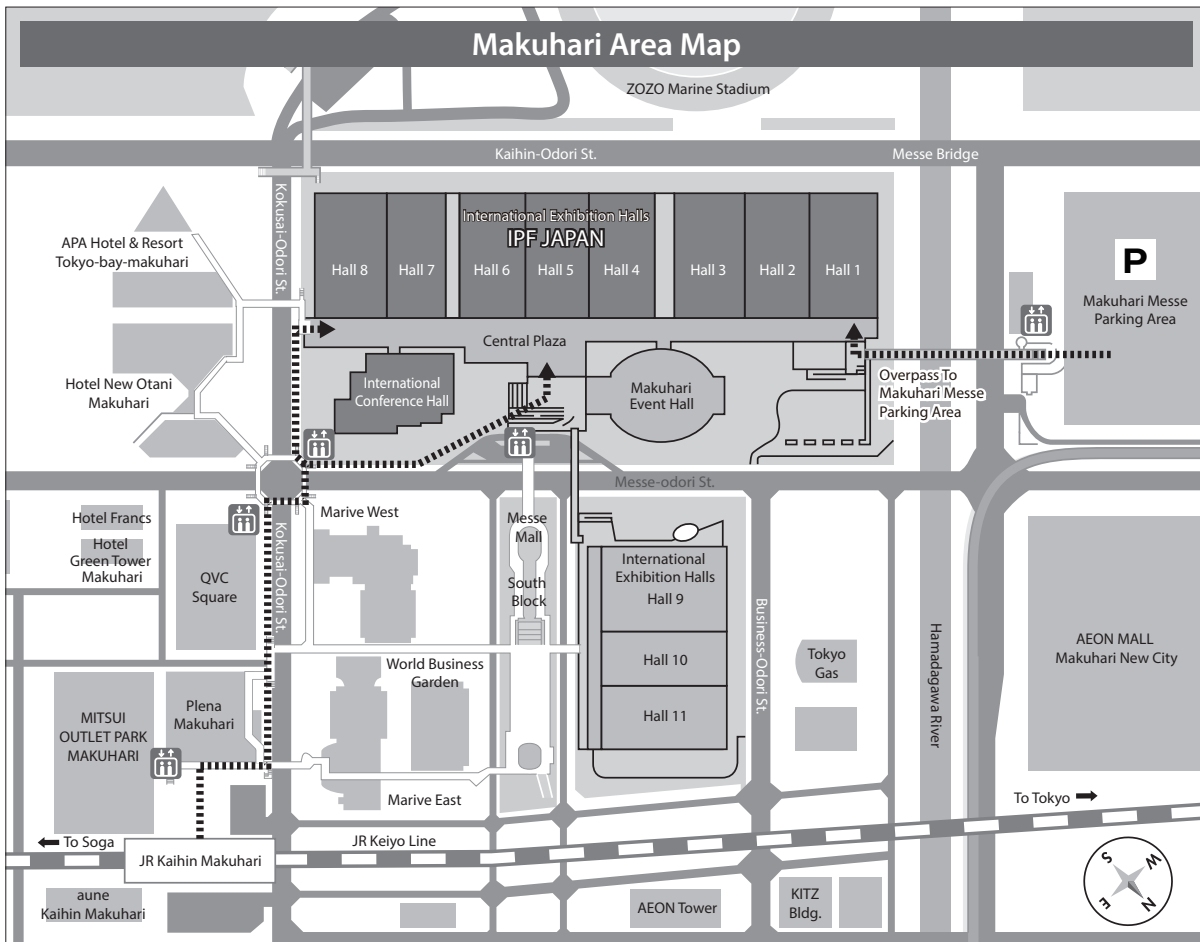 Makuhari Area Map
ZOZO Marine Stadium
Kaihin-Odori St.
Messe Bridge
Kokusai-Odori St.
APA Hotel & Resort
Tokyo-bay-makuhari
International Exhibition Halls
IPF JAPAN
Hall 8
Hall 7
Hall 6
Hall 5
Hall 4
Hall 3
Hall 2
Hall 1
P
Makuhari Messe
Parking Area
Central Plaza
Hotel New Otani
Makuhari
International
Conference Hall
Makuhari
Event Hall
Overpass To
Makuhari Messe
Parking Area
Messe-odori St.
Hotel Francs
Hotel
Green Tower
Makuhari
QVC
Square
Kokusai-Odori St.
Marive West
Messe
Mall
South
Block
International
Exhibition Halls
Hall 9
Hall 10
Hall 11
Business-Odori St.
Tokyo
Gas
Hamadagawa River
AEON MALL
Makuhari New City
World Business
Garden
Plena
Makuhari
MITSUI
OUTLET PARK
MAKUHARI
Marive East
To Tokyo
To Soga
JR Keiyo Line
JR Kaihin Makuhari
aune
Kaihin Makuhari
AEON Tower
KITZ
Bldg.
S
W
E
N